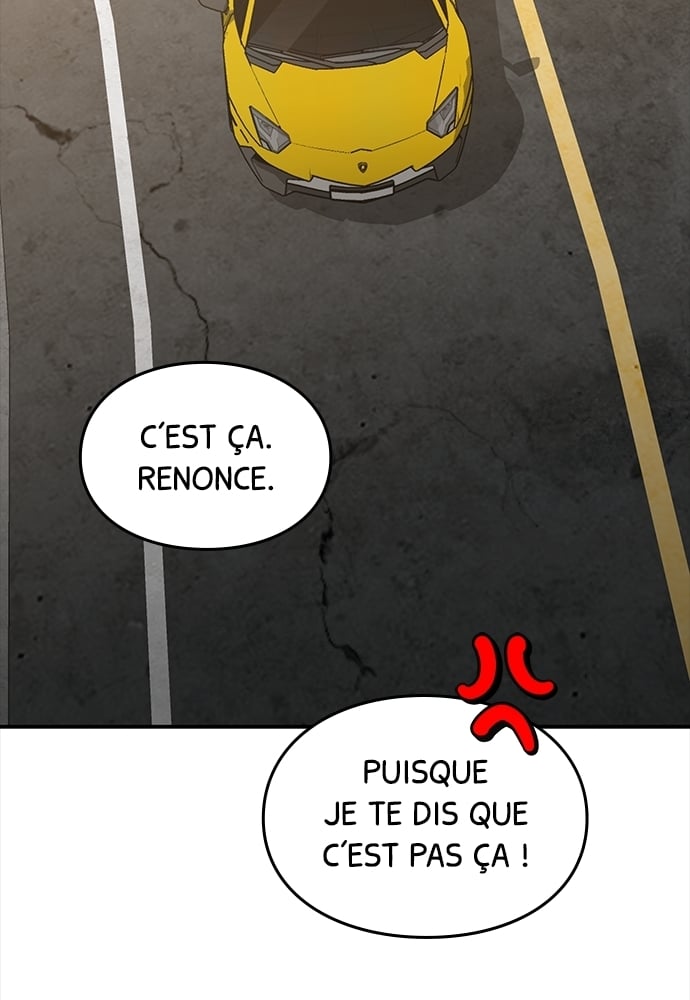 C'EST ÇA.
RENONCE.
PUISQUE
JE TE DIS QUE
C'EST PAS ÇA !